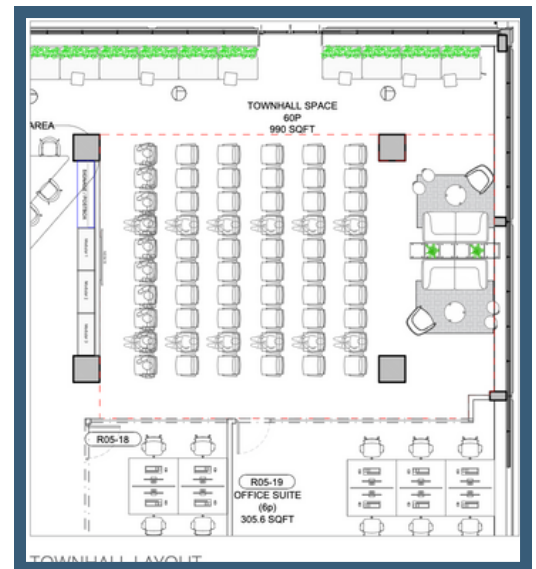 TOWNHALL SPACE
60P
990 SQFT
AREA
R05-18
R05-19
OFFICE SUITE
(6p)
305.6 SQFT
TOWNHALL LAYOUT